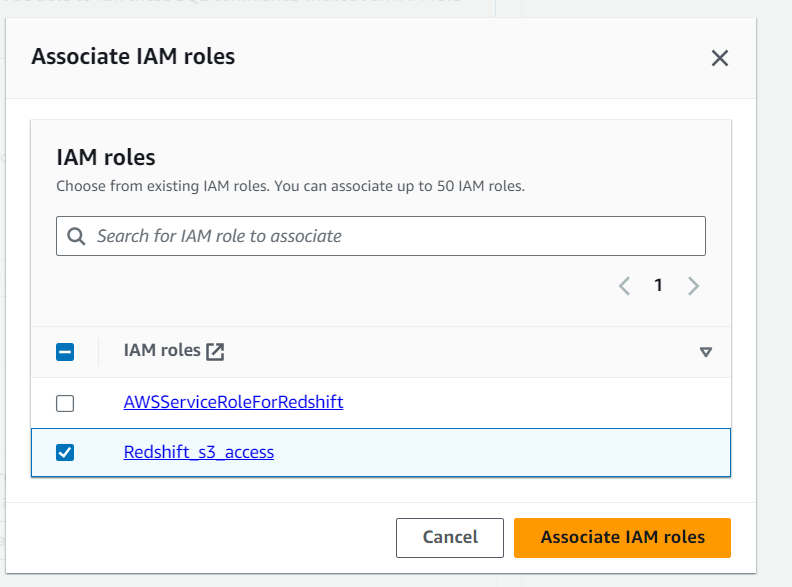 Associate IAM roles
IAM roles
Choose from existing IAM roles. You can associate up to 50 IAM roles.
Search for IAM role to associate
1
IAM roles
AWSServiceRoleForRedshift
Redshift_s3_access
Cancel
Associate IAM roles